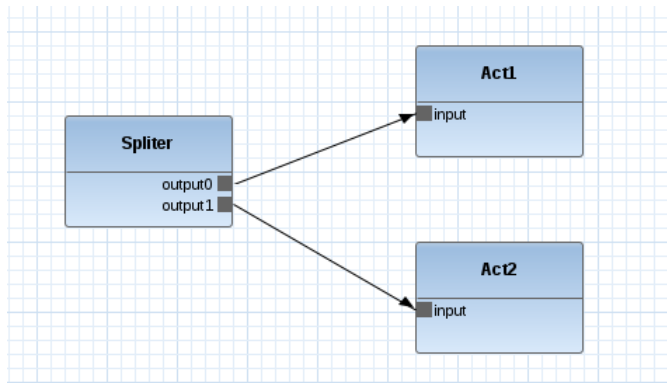 Spliter
output0
output1
Act1
input
Act2
input